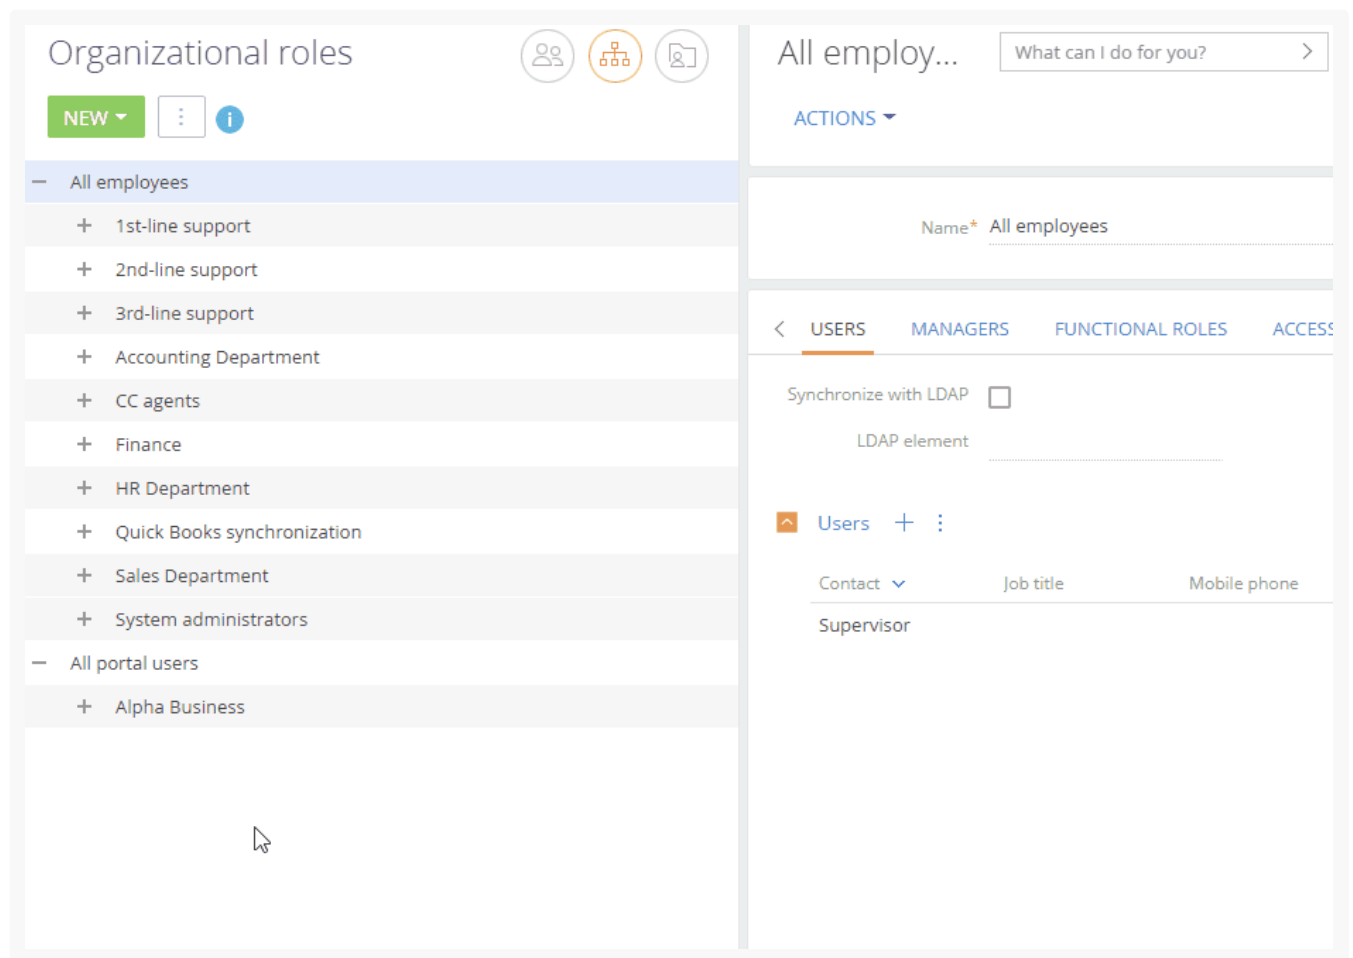 Organizational roles
NEW
i
All employees
1st-line support
2nd-line support
3rd-line support
Accounting Department
CC agents
Finance
HR Department
Quick Books synchronization
Sales Department
System administrators
All portal users
Alpha Business
All employ...
What can I do for you?
ACTIONS
Name* All employees
USERS MANAGERS FUNCTIONAL ROLES ACCESS
Synchronize with LDAP
LDAP element
Users
Contact Job title Mobile phone
Supervisor